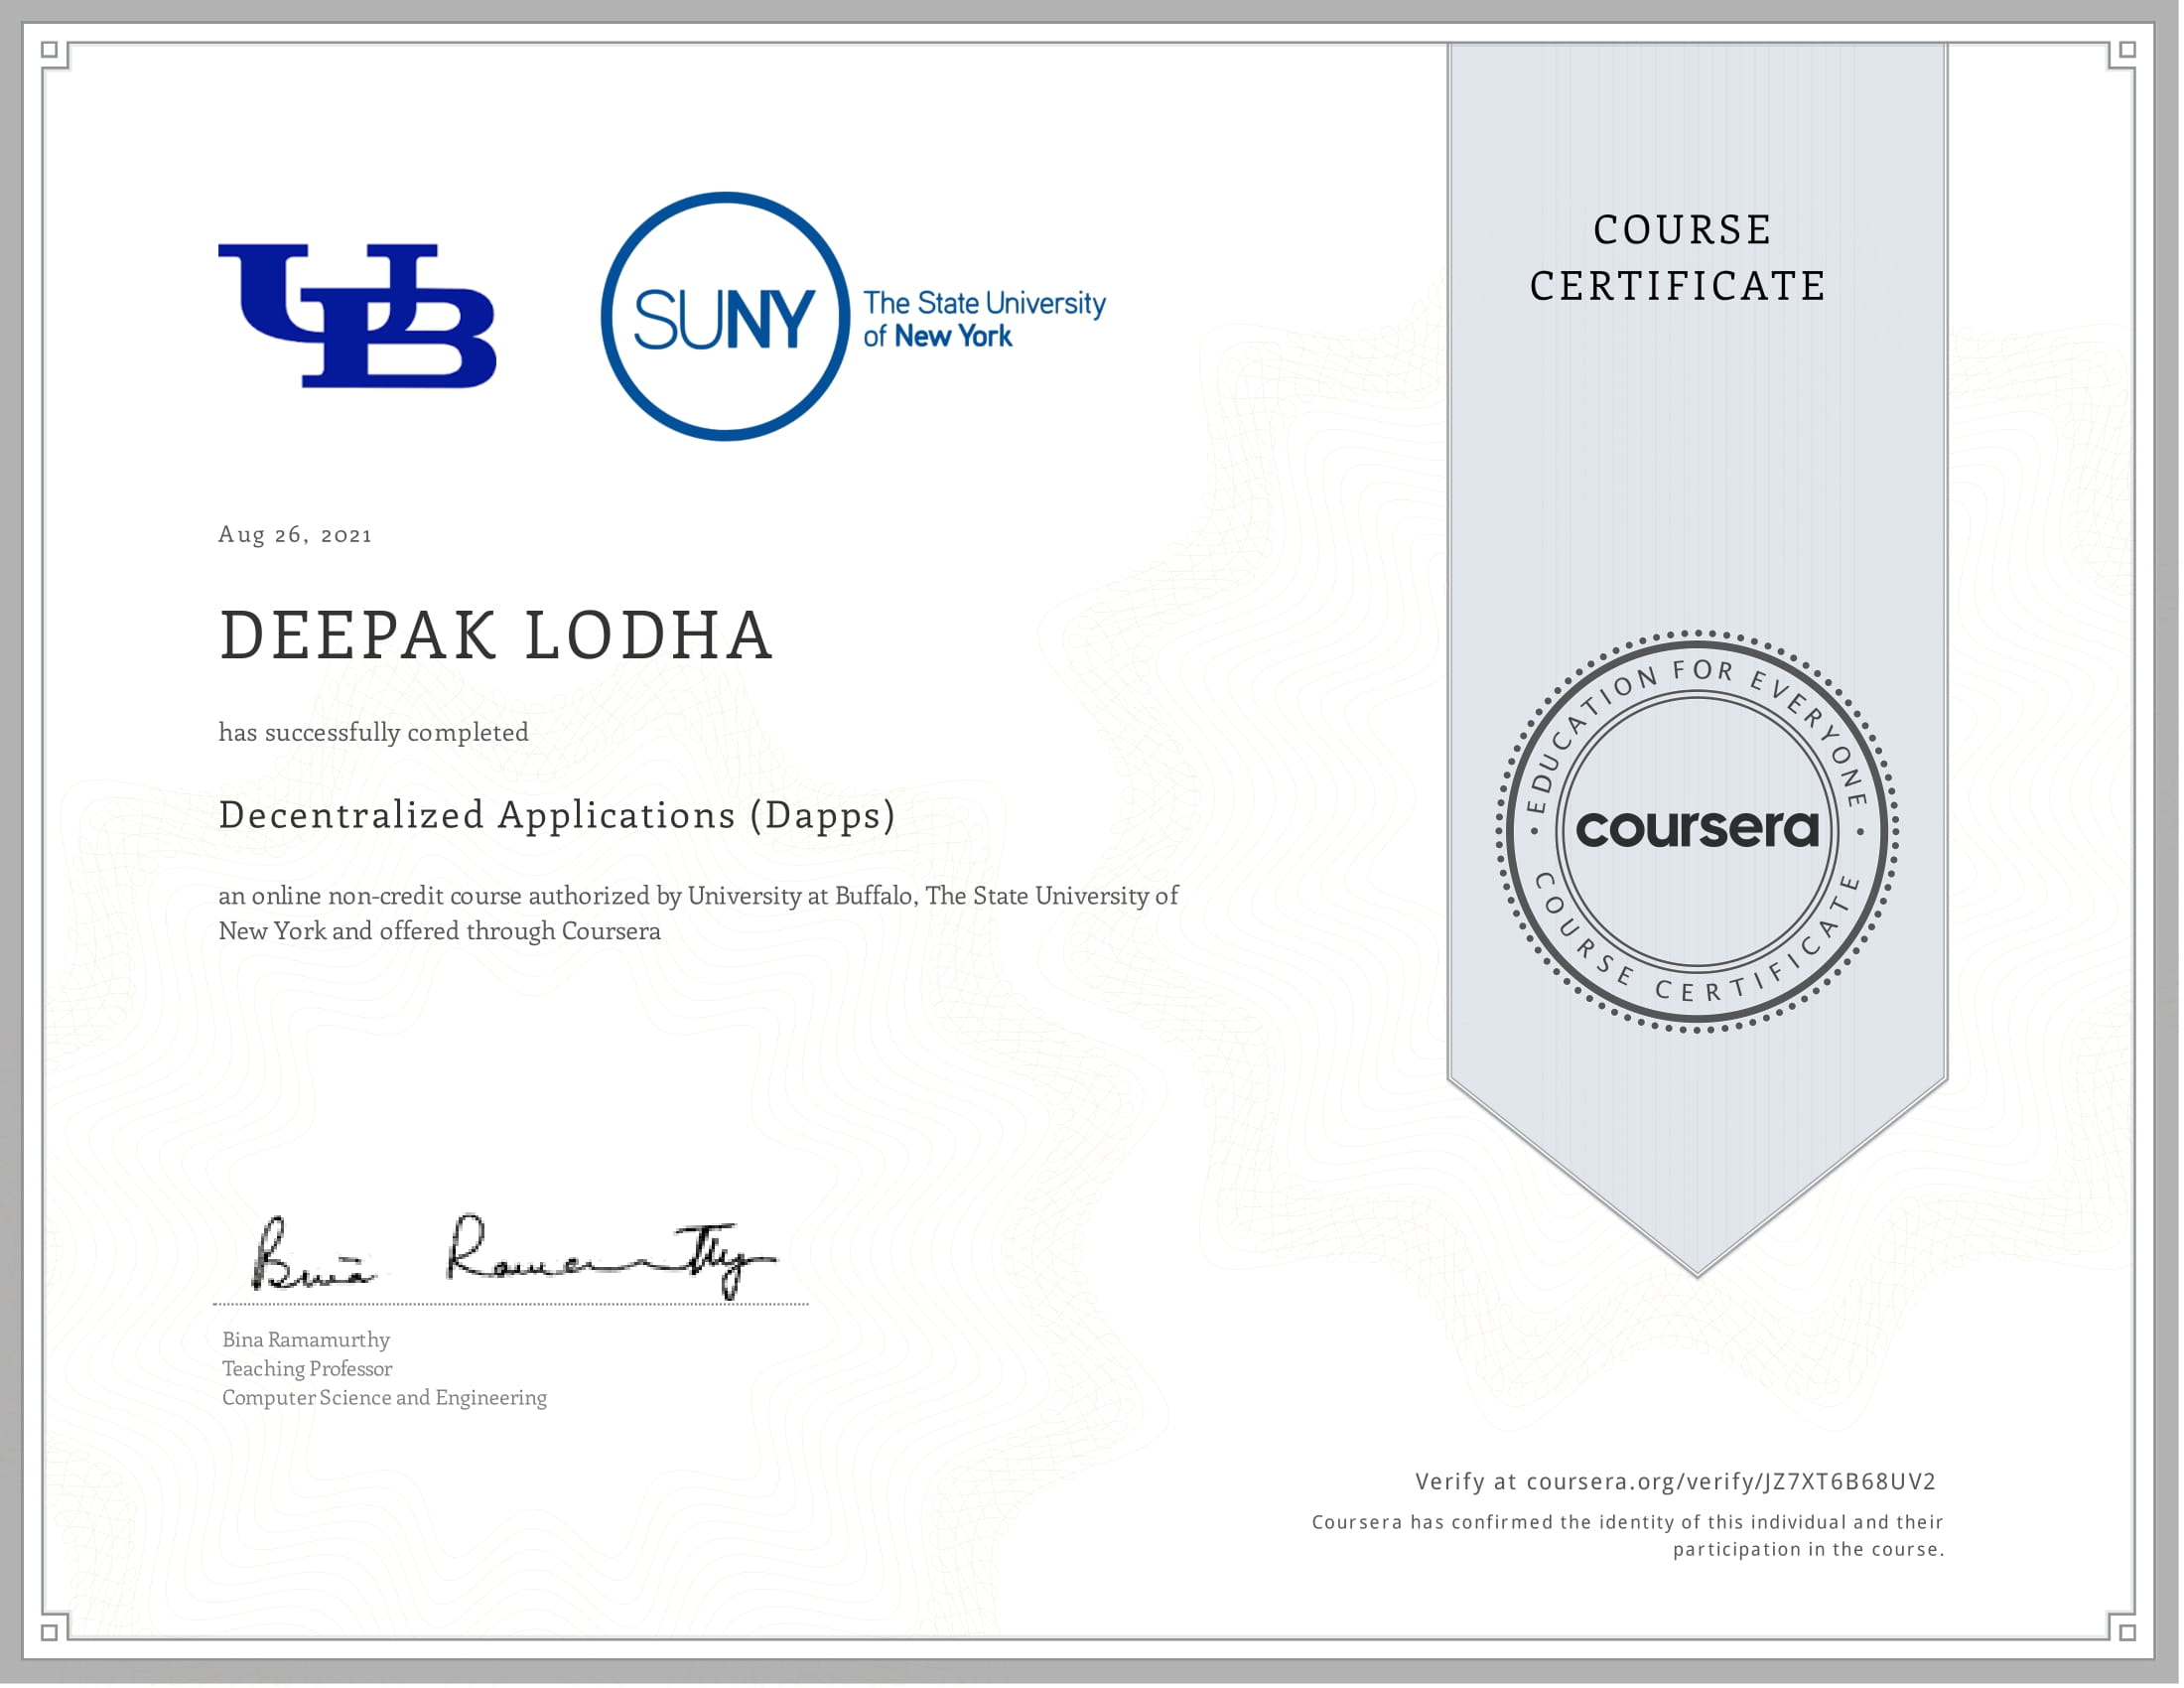 UB
SUNY
The State University
of New York
COURSE
CERTIFICATE
Aug 26, 2021
DEEPAK LODHA
has successfully completed
Decentralized Applications (Dapps)
an online non-credit course authorized by University at Buffalo, The State University of
New York and offered through Coursera
EDUCATION FOR EVERYONE
coursera
COURSE CERTIFICATE
Bina Ramamurthy
Bina Ramamurthy
Teaching Professor
Computer Science and Engineering
Verify at coursera.org/verify/JZ7XT6B68UV2
Coursera has confirmed the identity of this individual and their
participation in the course.